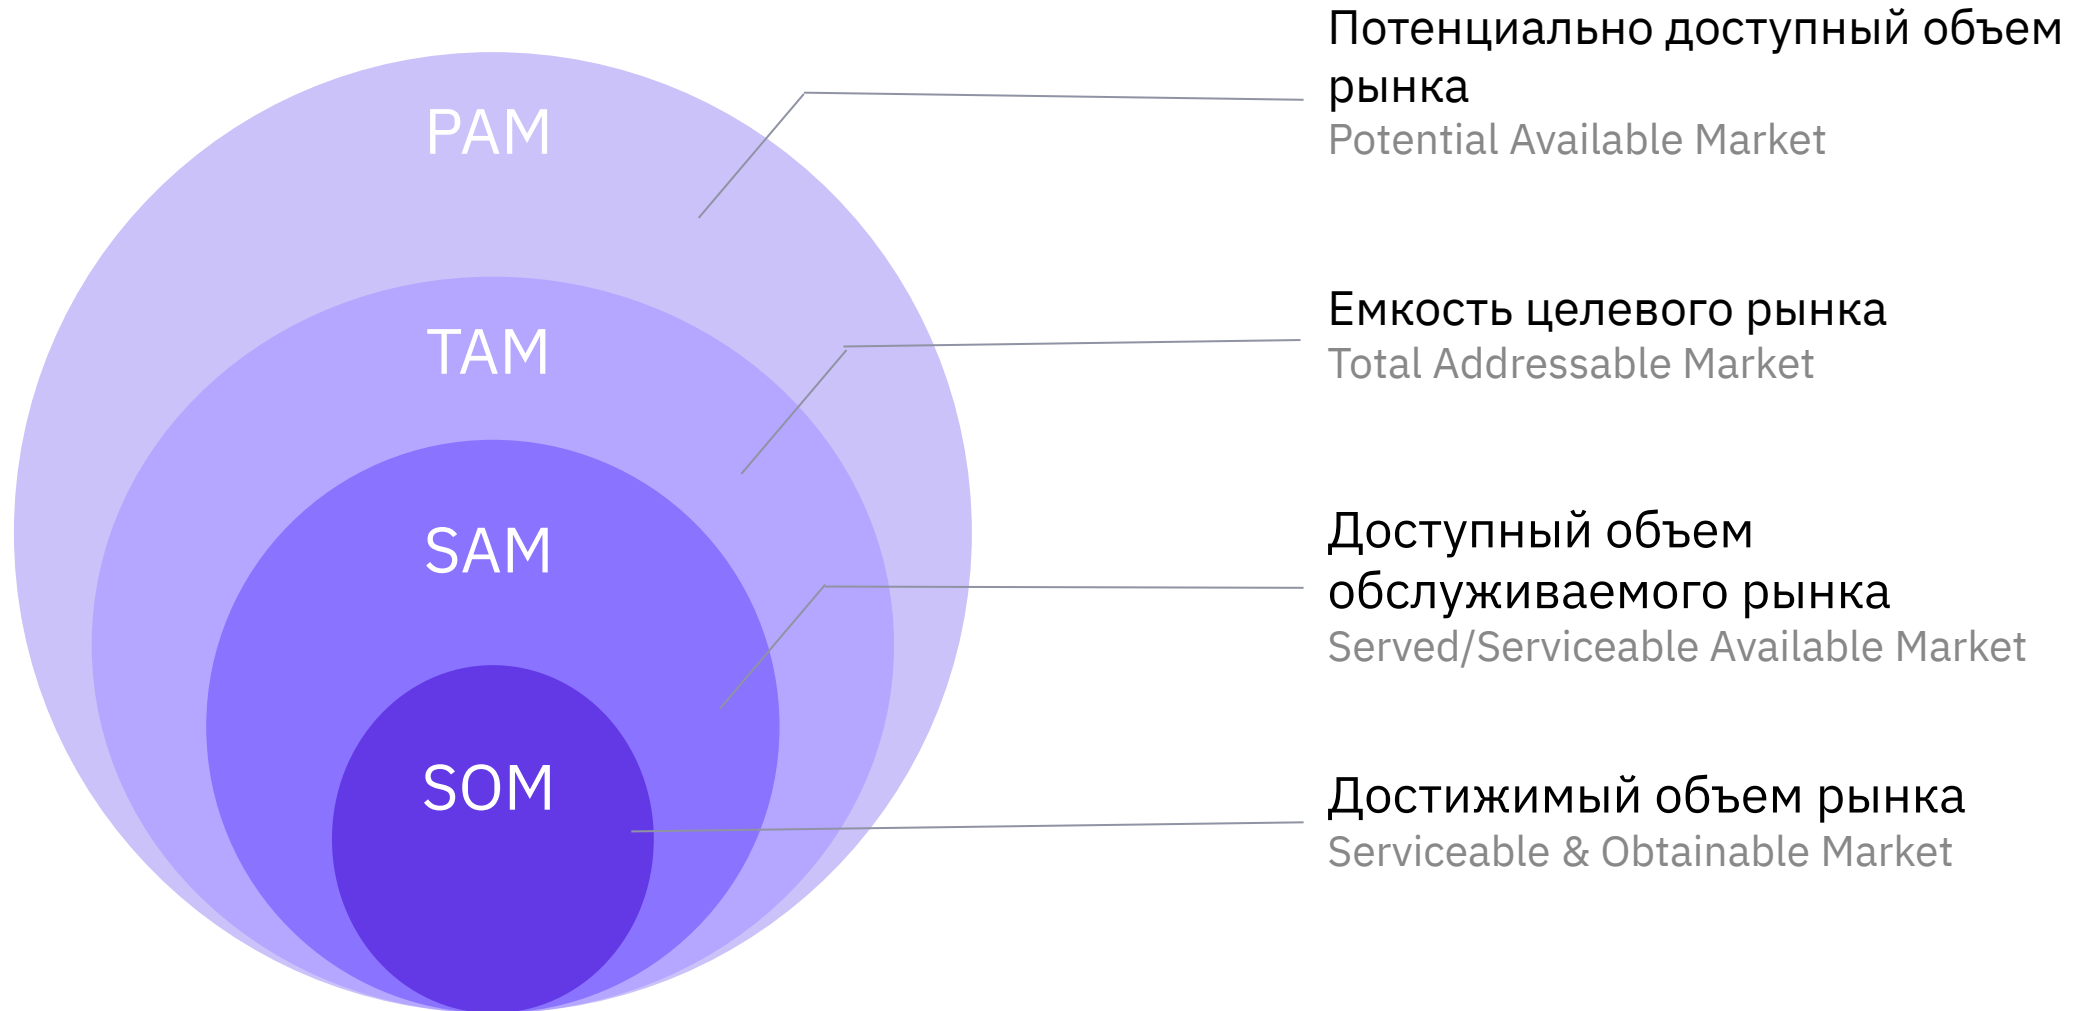 PAM
Потенциально доступный объем
рынка
Potential Available Market
TAM
Емкость целевого рынка
Total Addressable Market
SAM
Доступный объем
обслуживаемого рынка
Served/Serviceable Available Market
SOM
Достижимый объем рынка
Serviceable & Obtainable Market